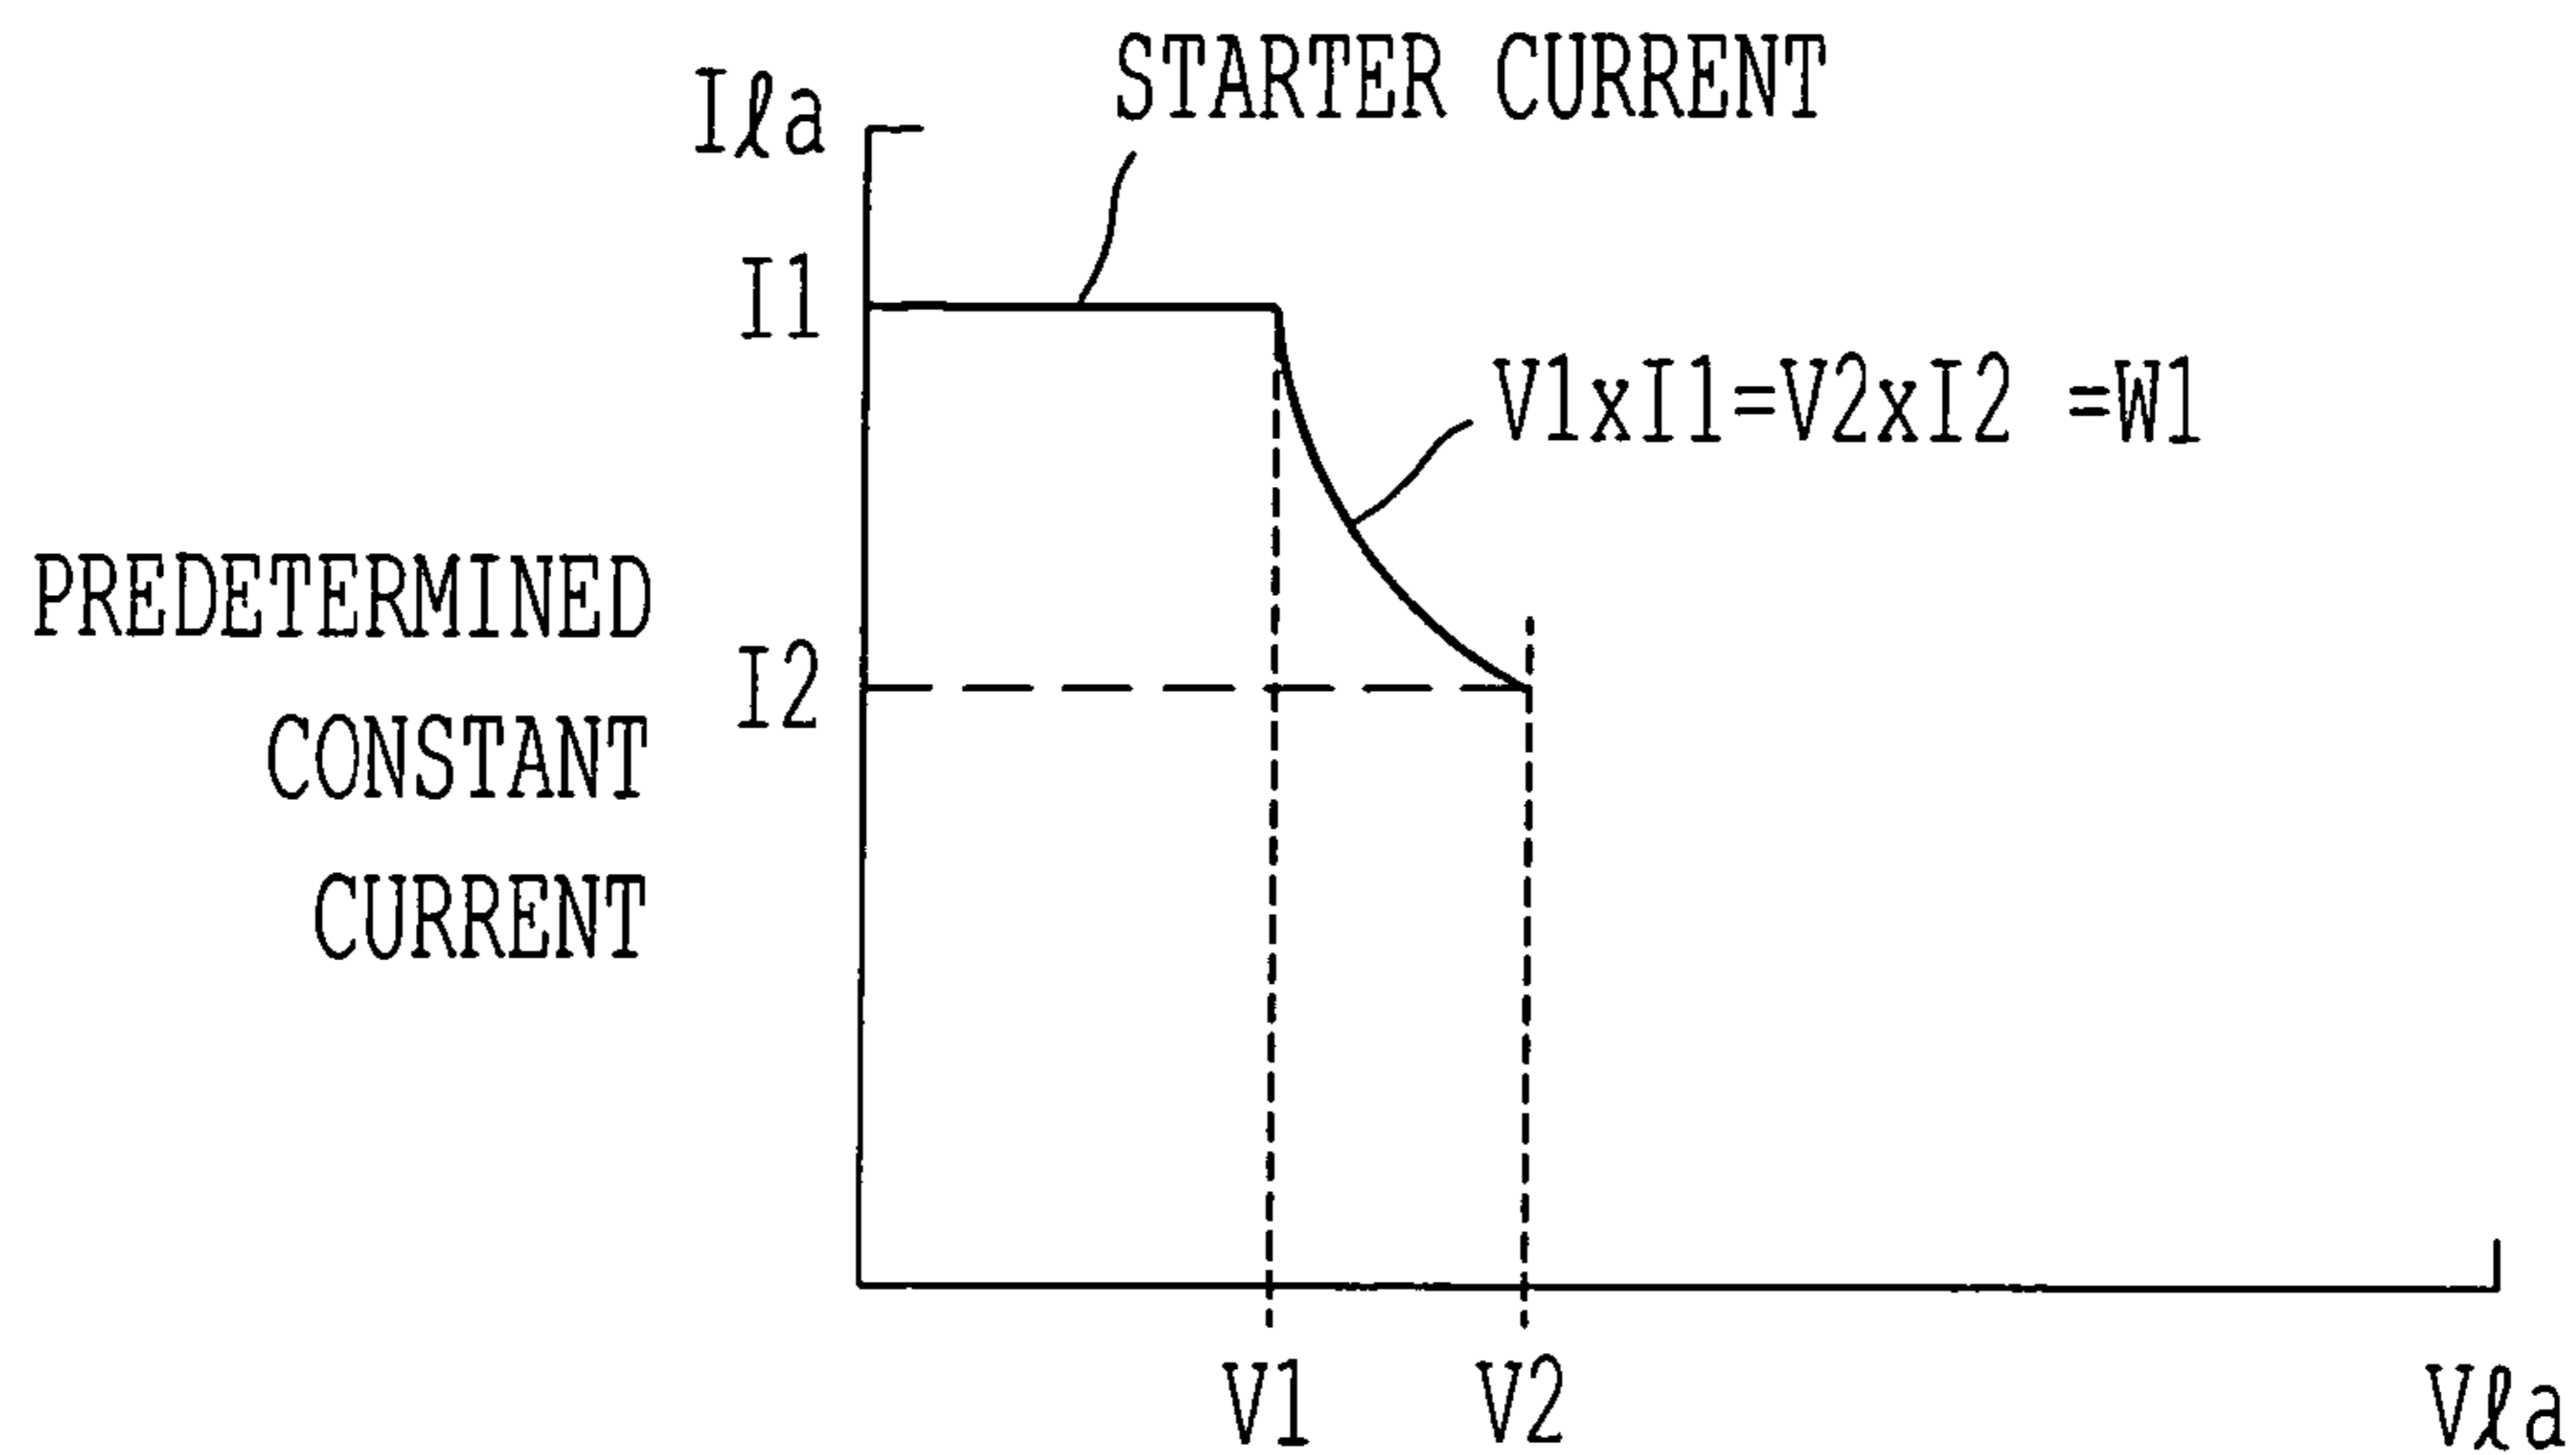 STARTER CURRENT
Iℓa
I1
V1xI1=V2xI2 =W1
PREDETERMINED
CONSTANT
CURRENT
I2
V1
V2
Vℓa